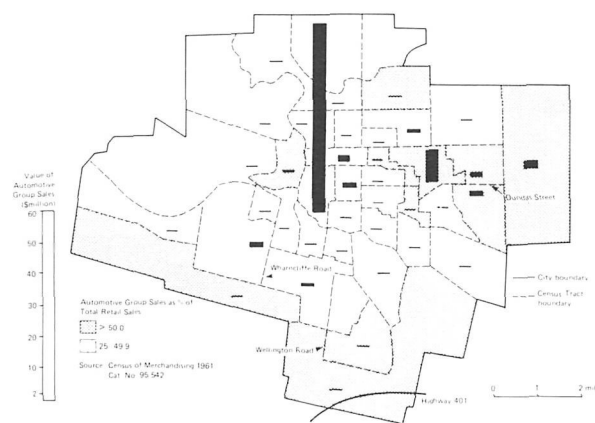 Value of
Automotive
Group Sales
($million)
60
50
40
30
20
10
2
Dundas Street
Wharncliffe Road
Wellington Road
Highway 401
Automotive Group Sales as % of
Total Retail Sales
> 50.0
25 49.9
Source: Census of Merchandising 1961
Cat. No. 95.542
City boundary
Census Tract
boundary
0 1 2 mi